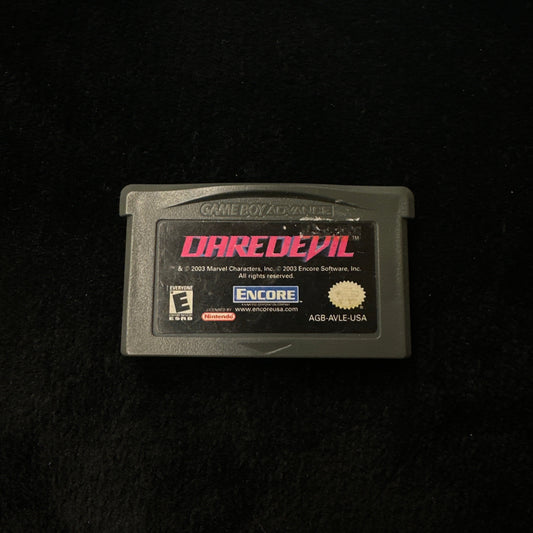 GAME BOY ADVANCE
DAREDEVIL™
& © 2003 Marvel Characters, Inc. © 2003 Encore Software, Inc.
All rights reserved.
EVERYONE
E
ESRB
ENCORE
LICENSED BY
Nintendo
www.encoreusa.com
AGB-AVLE-USA